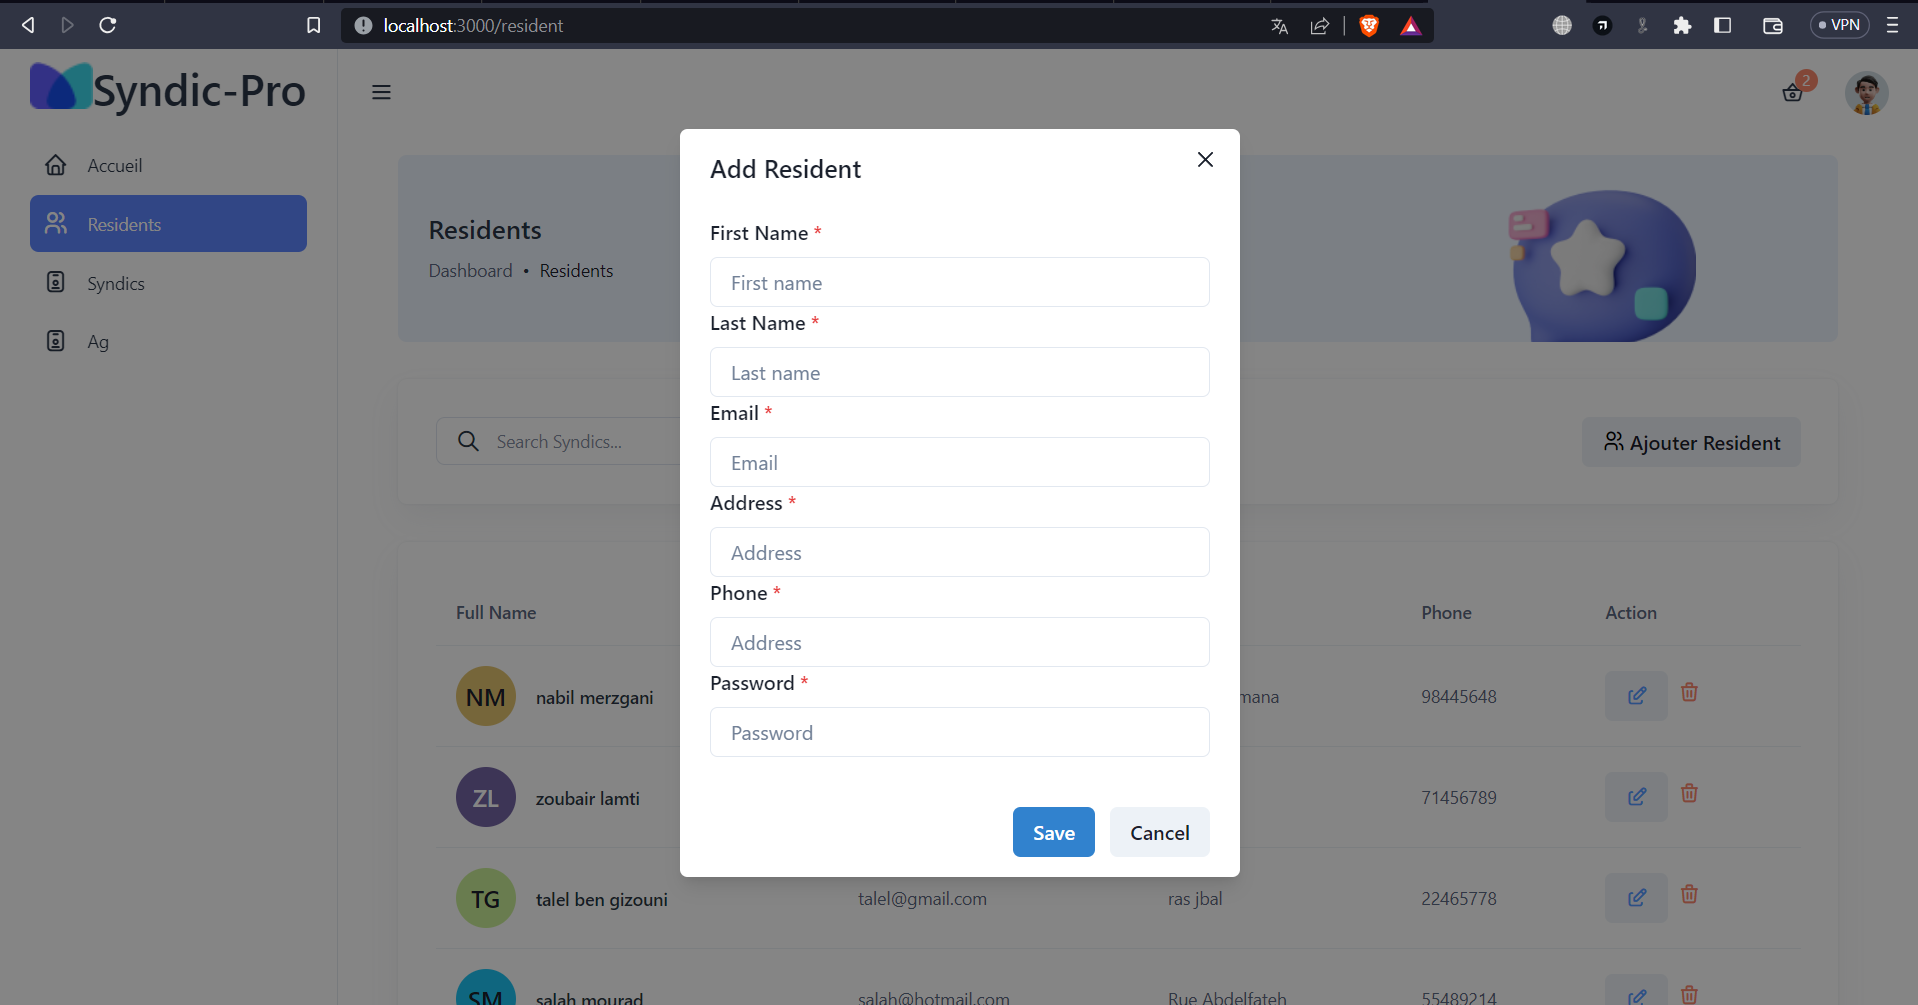 localhost:3000/resident
VPN
Syndic-Pro
2
Accueil
Residents
Syndics
Ag
Residents
Dashboard • Residents
Search Syndics...
Ajouter Resident
Add Resident
First Name *
First name
Last Name *
Last name
Email *
Email
Address *
Address
Phone *
Address
Password *
Password
Save Cancel
Full Name Phone Action
NM nabil merzgani mana 98445648
ZL zoubair lamti 71456789
TG talel ben gizouni talel@gmail.com ras jbal 22465778
SM salah mourad salah@hotmail.com Rue Abdelfateh 55489214